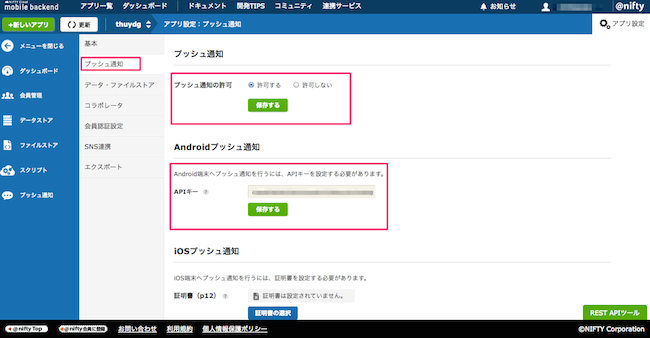 @NIFTY Cloud
mobile backend
アプリ一覧 ダッシュボード ドキュメント 開発TIPS コミュニティ 連携サービス お知らせ @nifty
+新しいアプリ 更新 thuydg アプリ設定：プッシュ通知 アプリ設定
メニューを閉じる
ダッシュボード
会員管理
データストア
ファイルストア
スクリプト
プッシュ通知
基本
プッシュ通知
データ・ファイルストア
コラボレータ
会員認証設定
SNS連携
エクスポート
プッシュ通知
プッシュ通知の許可 許可する 許可しない
保存する
Androidプッシュ通知
Android端末へプッシュ通知を行うには、APIキーを設定する必要があります。
APIキー ?
保存する
iOSプッシュ通知
iOS端末へプッシュ通知を行うには、証明書を設定する必要があります。
証明書（p12） ? 証明書は設定されていません。
証明書の選択
REST APIツール
@nifty Top @nifty会員に登録 お問い合わせ 利用規約 個人情報保護ポリシー ©NIFTY Corporation